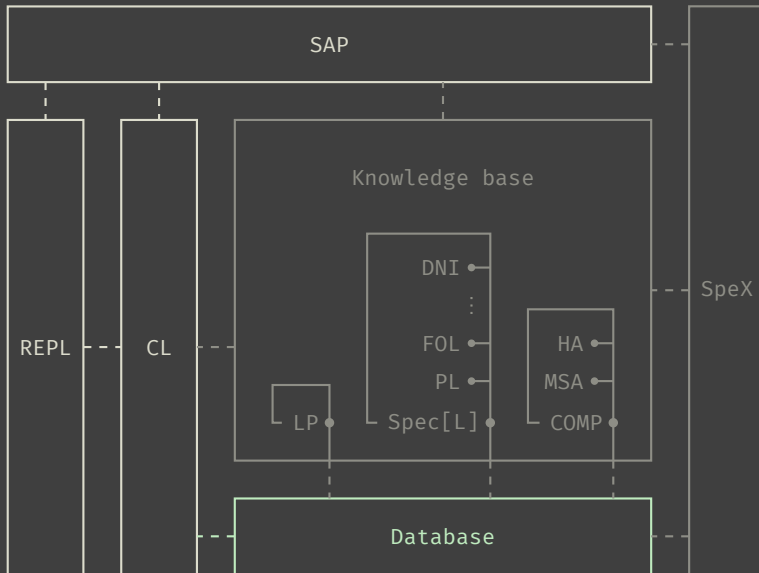 SAP
Knowledge base
DNI
⋮
SpeX
FOL
HA
REPL
CL
PL
MSA
LP
Spec[L]
COMP
Database